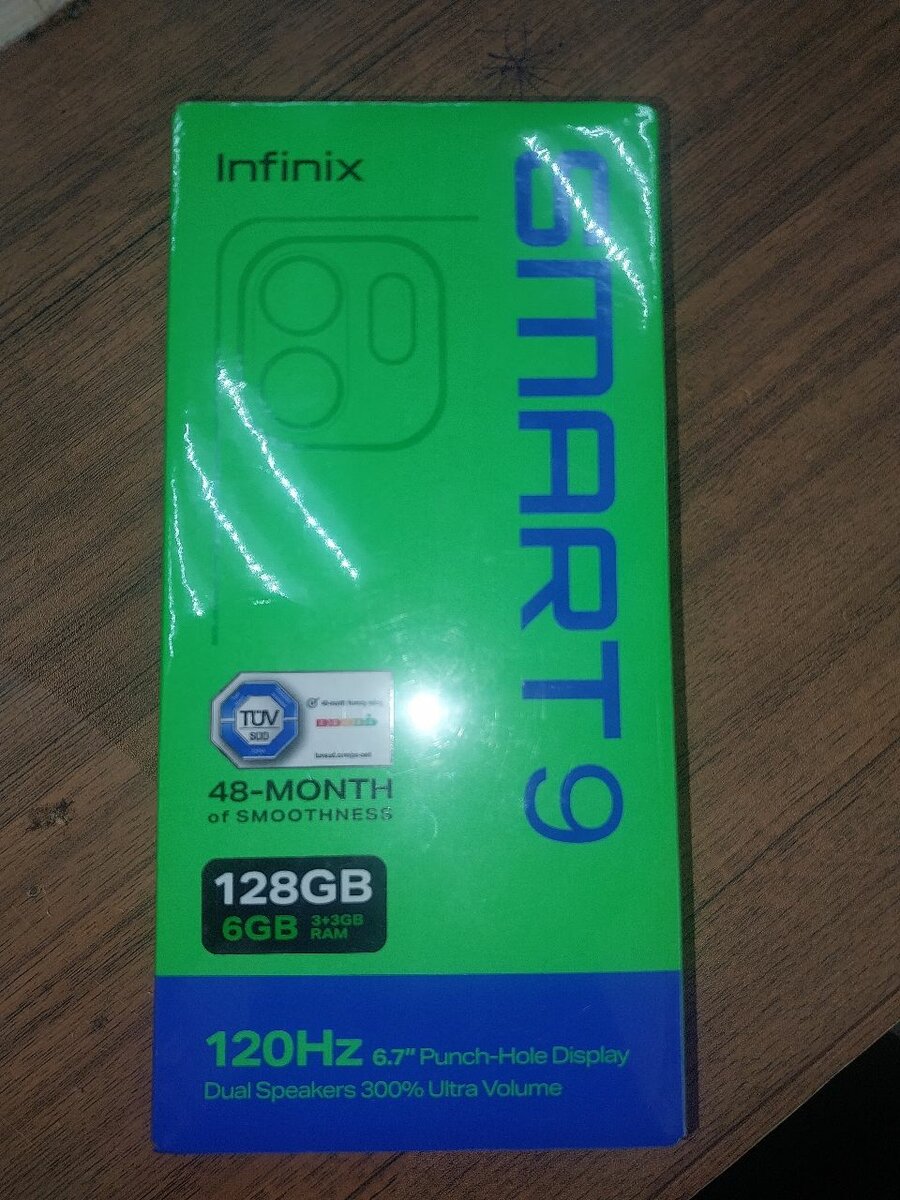 Infinix
SMART 9
TÜV
SÜD
48-MONTH
of SMOOTHNESS
128GB
6GB 3+3GB
RAM
120Hz 6.7" Punch-Hole Display
Dual Speakers 300% Ultra Volume